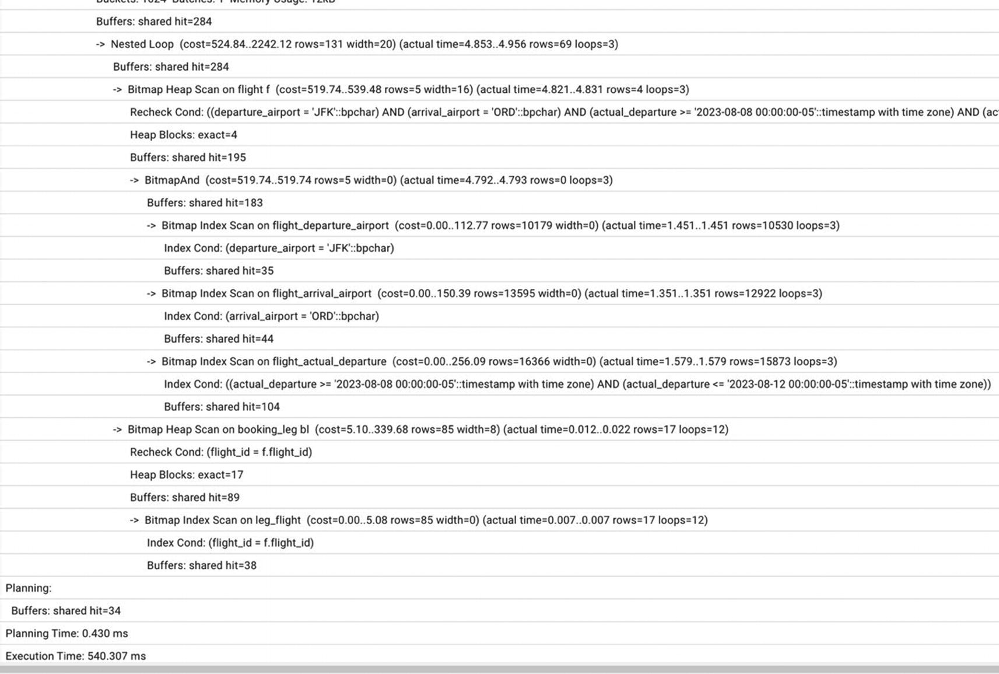 Buckets: 1024 Batches: 1 Memory Usage: 12kB
Buffers: shared hit=284
-> Nested Loop (cost=524.84..2242.12 rows=131 width=20) (actual time=4.853..4.956 rows=69 loops=3)
Buffers: shared hit=284
-> Bitmap Heap Scan on flight f (cost=519.74..539.48 rows=5 width=16) (actual time=4.821..4.831 rows=4 loops=3)
Recheck Cond: ((departure_airport = 'JFK'::bpchar) AND (arrival_airport = 'ORD'::bpchar) AND (actual_departure >= '2023-08-08 00:00:00-05'::timestamp with time zone) AND (ac
Heap Blocks: exact=4
Buffers: shared hit=195
-> BitmapAnd (cost=519.74..519.74 rows=5 width=0) (actual time=4.792..4.793 rows=0 loops=3)
Buffers: shared hit=183
-> Bitmap Index Scan on flight_departure_airport (cost=0.00..112.77 rows=10179 width=0) (actual time=1.451..1.451 rows=10530 loops=3)
Index Cond: (departure_airport = 'JFK'::bpchar)
Buffers: shared hit=35
-> Bitmap Index Scan on flight_arrival_airport (cost=0.00..150.39 rows=13595 width=0) (actual time=1.351..1.351 rows=12922 loops=3)
Index Cond: (arrival_airport = 'ORD'::bpchar)
Buffers: shared hit=44
-> Bitmap Index Scan on flight_actual_departure (cost=0.00..256.09 rows=16366 width=0) (actual time=1.579..1.579 rows=15873 loops=3)
Index Cond: ((actual_departure >= '2023-08-08 00:00:00-05'::timestamp with time zone) AND (actual_departure <= '2023-08-12 00:00:00-05'::timestamp with time zone))
Buffers: shared hit=104
-> Bitmap Heap Scan on booking_leg bl (cost=5.10..339.68 rows=85 width=8) (actual time=0.012..0.022 rows=17 loops=12)
Recheck Cond: (flight_id = f.flight_id)
Heap Blocks: exact=17
Buffers: shared hit=89
-> Bitmap Index Scan on leg_flight (cost=0.00..5.08 rows=85 width=0) (actual time=0.007..0.007 rows=17 loops=12)
Index Cond: (flight_id = f.flight_id)
Buffers: shared hit=38
Planning:
Buffers: shared hit=34
Planning Time: 0.430 ms
Execution Time: 540.307 ms